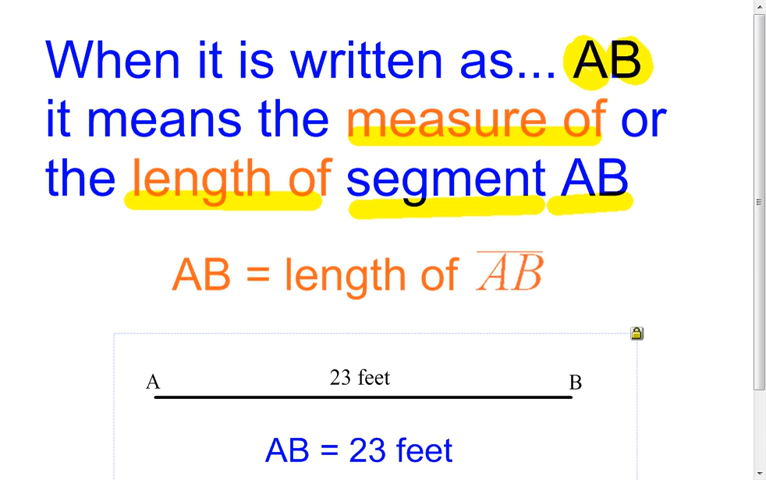 When it is written as... AB
it means the measure of or
the length of segment AB
AB = length of A̅B̅
23 feet
A B
AB = 23 feet